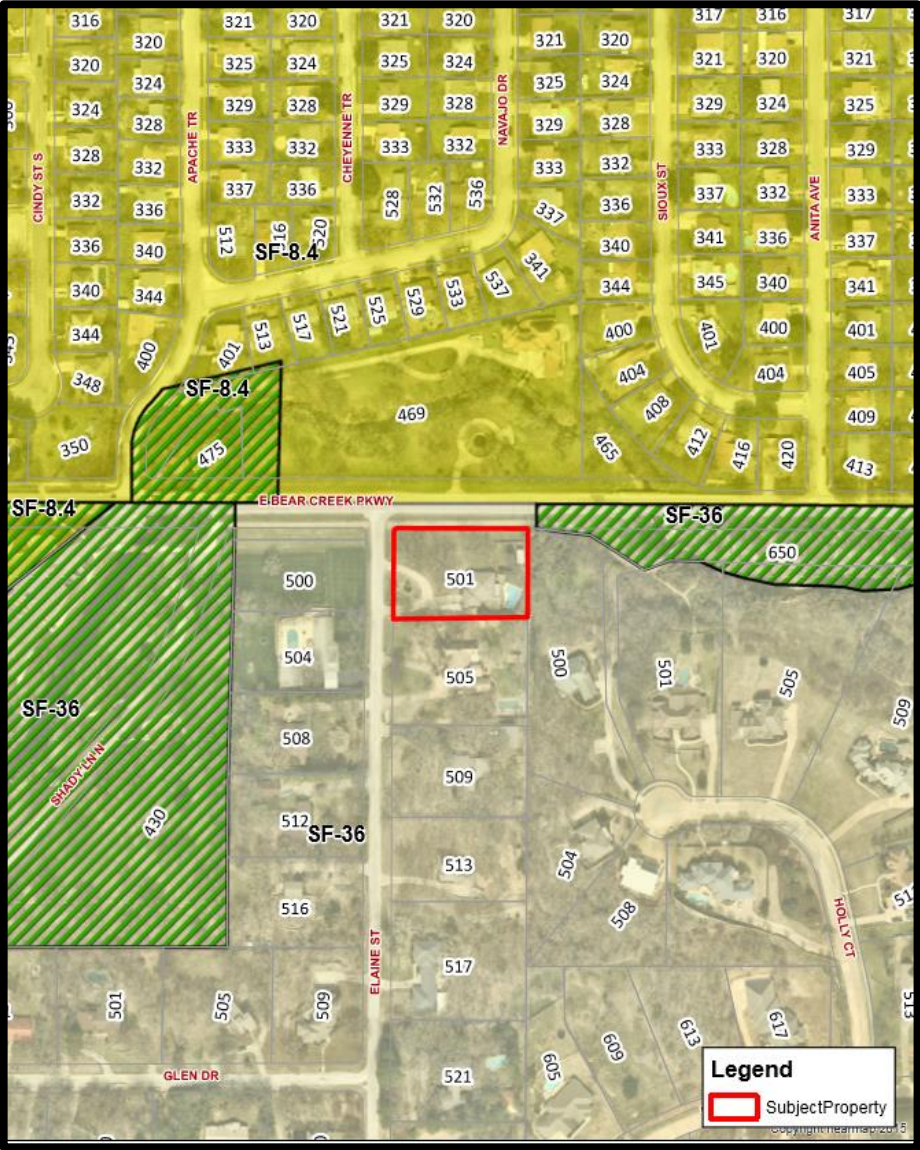 316 321 320 321 320 317 316 317
320 321 320
320 325 324 325 324 321 320 321
324 325 324
324 329 328 329 328 329 324 325
328 329 328
328 333 332 333 332 333 328 329
332 333 332
CINDY ST S
APACHE TR
CHEYENNE TR
NAVAJO DR
SIOUX ST
ANITA AVE
332 336 337 336 528 532 536 337 336 337 332 333
336 340 512 520 341 340 341 336 337
SF-8.4
340 344 344 345 340 341
344 400 401 513 517 521 525 529 533 537 400 401 400 401
348 404 404 405
SF-8.4
350 475 469 465 408 412 416 420 409
413
E BEAR CREEK PKWY
SF-8.4
SF-36
650
500 501
504 505 500 501 505 509
SF-36
508 509
SHADY LN N
430
512 SF-36
513 504 508
516
ELAINE ST
517
HOLLY CT
501 505 509
521 605 609 613 617 513
GLEN DR
Legend
SubjectProperty
Copyright nearmap 2015